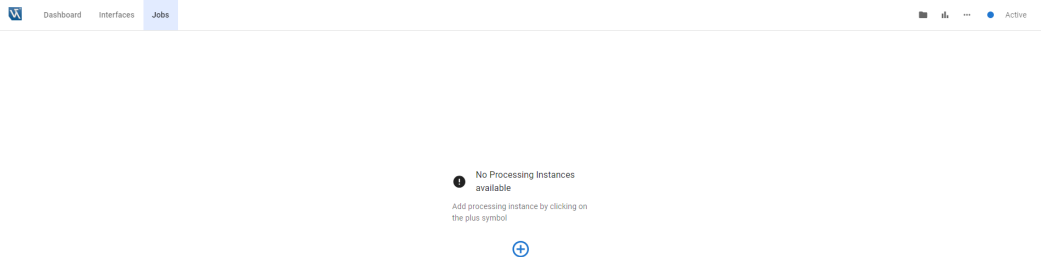 Dashboard Interfaces Jobs Active
No Processing Instances
available
Add processing instance by clicking on
the plus symbol